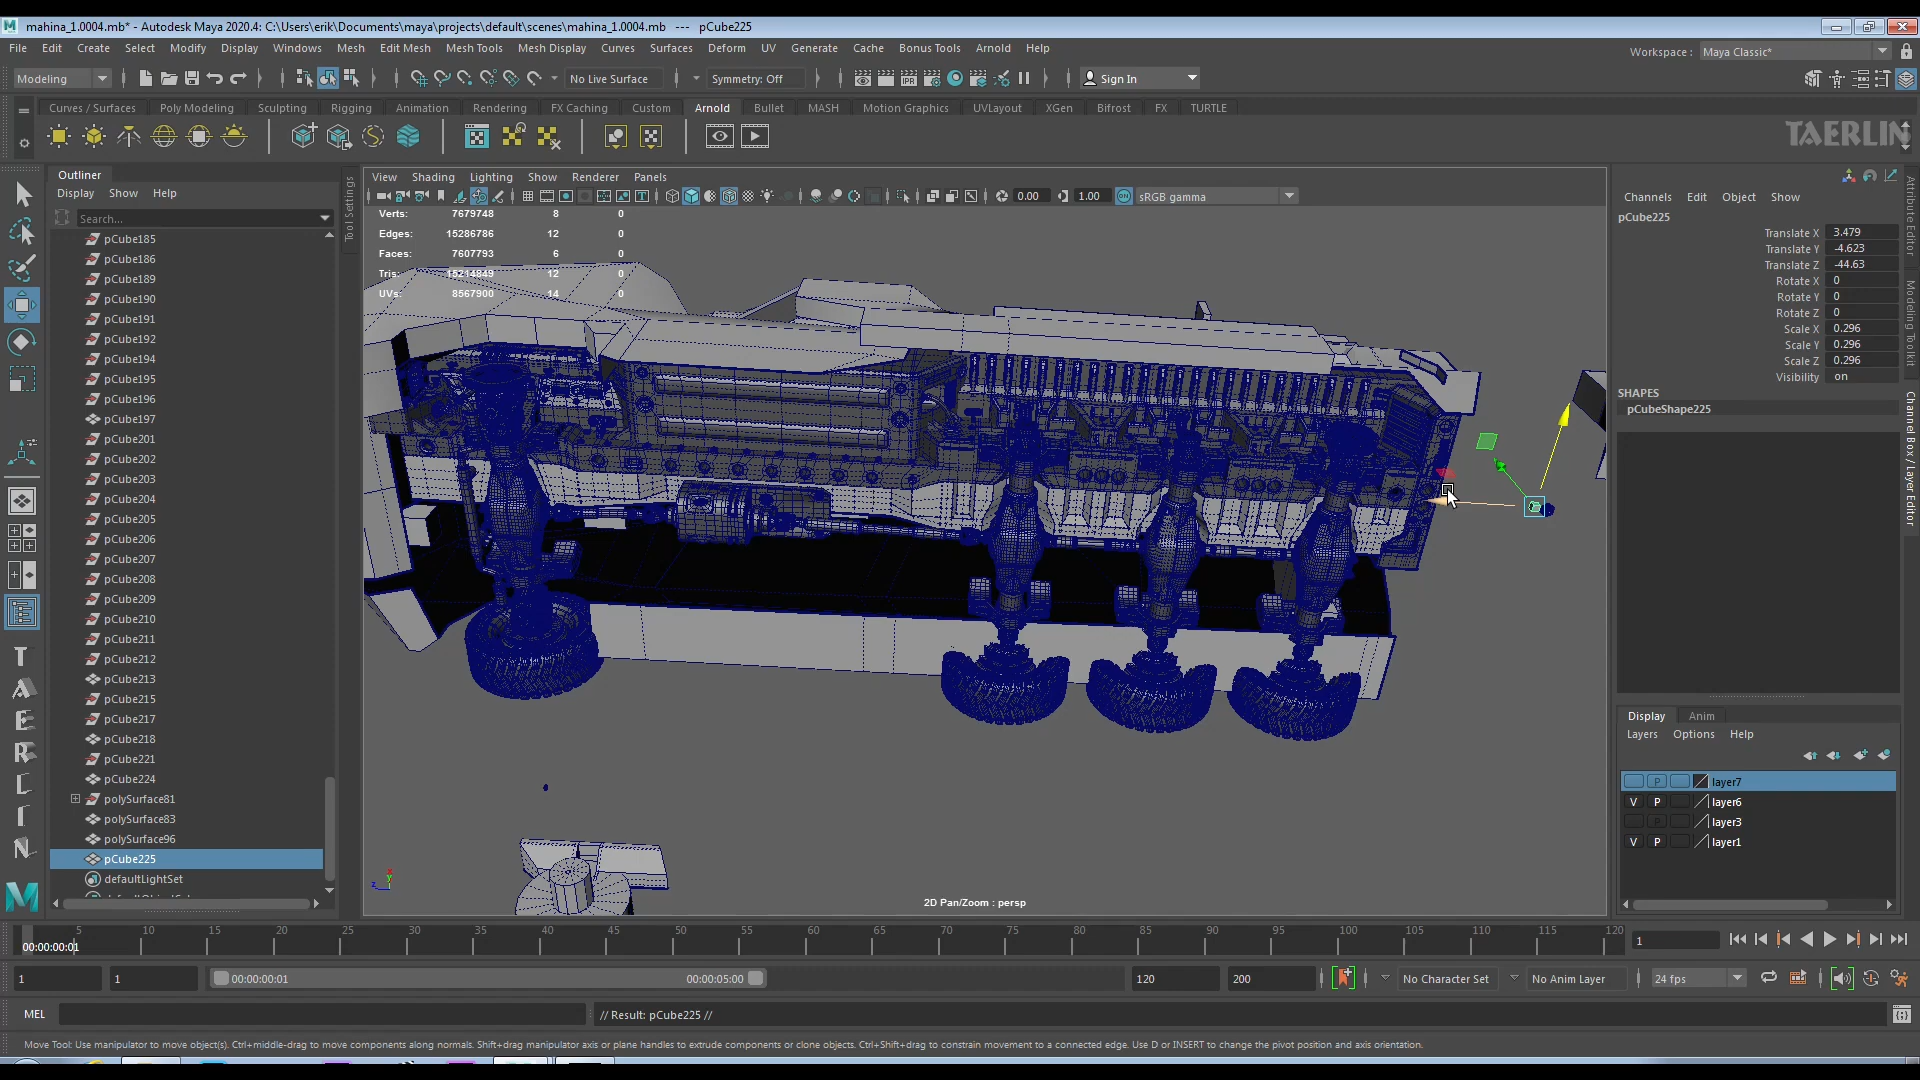 mahina_1.0004.mb* - Autodesk Maya 2020.4: C:\Users\erik\Documents\maya\projects\default\scenes\mahina_1.0004.mb --- pCube225
File Edit Create Select Modify Display Windows Mesh Edit Mesh Mesh Tools Mesh Display Curves Surfaces Deform UV Generate Cache Bonus Tools Arnold Help
Workspace : Maya Classic*
Modeling No Live Surface Symmetry: Off Sign In
Curves / Surfaces Poly Modeling Sculpting Rigging Animation Rendering FX Caching Custom Arnold Bullet MASH Motion Graphics UVLayout XGen Bifrost FX TURTLE
TAERLIN
Outliner
Display Show Help
Search...
pCube185
pCube186
pCube189
pCube190
pCube191
pCube192
pCube194
pCube195
pCube196
pCube197
pCube201
pCube202
pCube203
pCube204
pCube205
pCube206
pCube207
pCube208
pCube209
pCube210
pCube211
pCube212
pCube213
pCube215
pCube217
pCube218
pCube221
pCube224
polySurface81
polySurface83
polySurface96
pCube225
defaultLightSet
Tool Settings
View Shading Lighting Show Renderer Panels
0.00 1.00 sRGB gamma
Verts: 7679748 8 0
Edges: 15286786 12 0
Faces: 7607793 6 0
Tris: 15214849 12 0
UVs: 8567900 14 0
2D Pan/Zoom : persp
Channels Edit Object Show
pCube225
Translate X 3.479
Translate Y -4.623
Translate Z -44.63
Rotate X 0
Rotate Y 0
Rotate Z 0
Scale X 0.296
Scale Y 0.296
Scale Z 0.296
Visibility on
SHAPES
pCubeShape225
Attribute Editor
Modeling Toolkit
Channel Box / Layer Editor
Display Anim
Layers Options Help
P layer7
V P layer6
P layer3
V P layer1
5 10 15 20 25 30 35 40 45 50 55 60 65 70 75 80 85 90 95 100 105 110 115 120
00:00:00:01
1
1 1 00:00:00:01 00:00:05:00 120 200 No Character Set No Anim Layer 24 fps
MEL // Result: pCube225 //
Move Tool: Use manipulator to move object(s). Ctrl+middle-drag to move components along normals. Shift+drag manipulator axis or plane handles to extrude components or clone objects. Ctrl+Shift+drag to constrain movement to a connected edge. Use D or INSERT to change the pivot position and axis orientation.